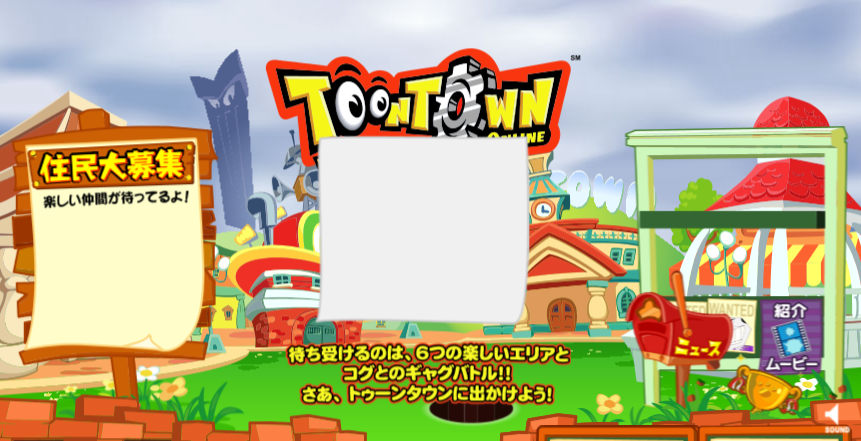 TOONTOWN
ONLINE
SM
住民大募集
楽しい仲間が待ってるよ!
TOWN
WANTED
紹介
ムービー
ニュース
待ち受けるのは、6つの楽しいエリアと
コグとのギャグバトル!!
さあ、トゥーンタウンに出かけよう!
SOUND